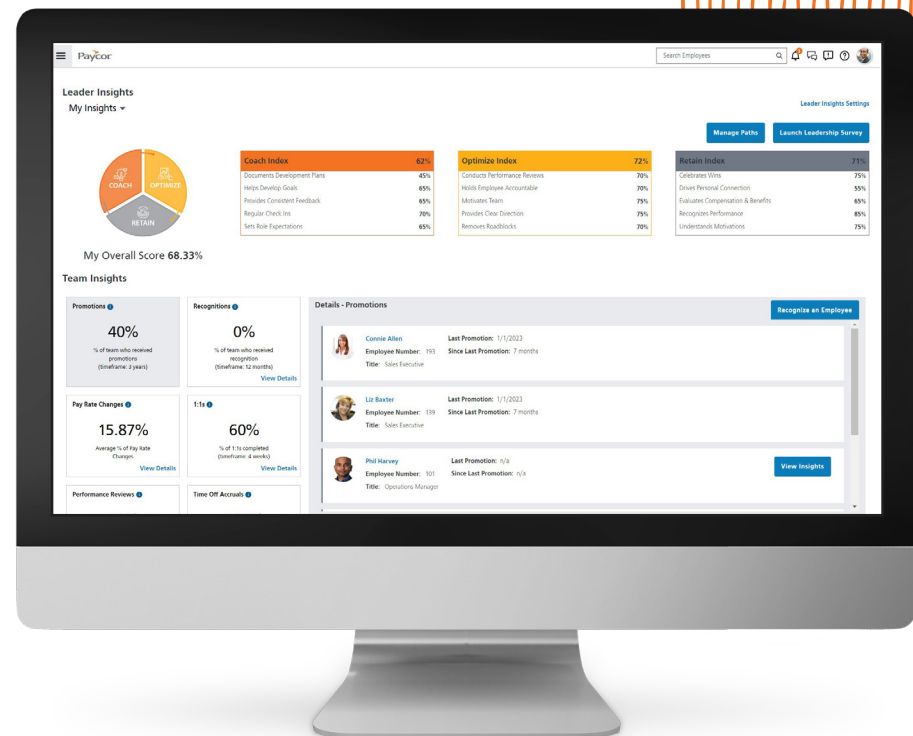 Paycor
Search Employees
Leader Insights
My Insights
Leader Insights Settings
Manage Paths
Launch Leadership Survey
COACH
OPTIMIZE
RETAIN
My Overall Score 68.33%
Coach Index 62%
Documents Development Plans 45%
Helps Develop Goals 65%
Provides Consistent Feedback 65%
Regular Check Ins 70%
Sets Role Expectations 65%
Optimize Index 72%
Conducts Performance Reviews 70%
Holds Employee Accountable 70%
Motivates Team 75%
Provides Clear Direction 75%
Removes Roadblocks 70%
Retain Index 71%
Celebrates Wins 75%
Drives Personal Connection 55%
Evaluates Compensation & Benefits 65%
Recognizes Performance 85%
Understands Motivations 75%
Team Insights
Promotions
40%
% of team who received
promotions
(timeframe: 3 years)
Recognitions
0%
% of team who received
recognition
(timeframe: 12 months)
View Details
Pay Rate Changes
15.87%
Average % of Pay Rate
Changes
View Details
1:1s
60%
% of 1:1s completed
(timeframe: 4 weeks)
View Details
Performance Reviews
Time Off Accruals
Details - Promotions
Recognize an Employee
Connie Allen Last Promotion: 1/1/2023
Employee Number: 193 Since Last Promotion: 7 months
Title: Sales Executive
Liz Baxter Last Promotion: 1/1/2023
Employee Number: 139 Since Last Promotion: 7 months
Title: Sales Executive
Phil Harvey Last Promotion: n/a
Employee Number: 101 Since Last Promotion: n/a
Title: Operations Manager
View Insights